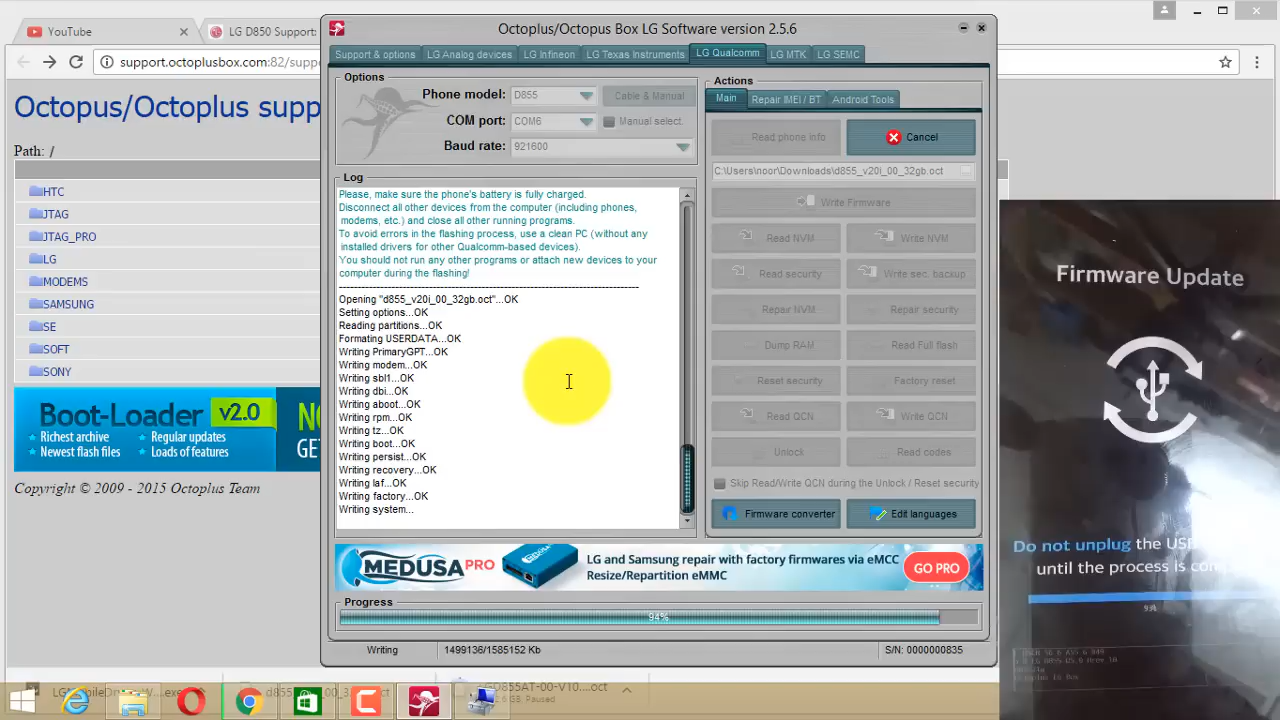 YouTube
LG D850 Support:
support.octoplusbox.com:82/supp
Octopus/Octoplus supp
Path: /
HTC
JTAG
JTAG_PRO
LG
MODEMS
SAMSUNG
SE
SOFT
SONY
Boot-Loader v2.0
Richest archive
Regular updates
Newest flash files
Loads of features
GET
Copyright © 2009 - 2015 Octoplus Team
Octoplus/Octopus Box LG Software version 2.5.6
Support & options
LG Analog devices
LG Infineon
LG Texas Instruments
LG Qualcomm
LG MTK
LG SEMC
Options
Phone model:
D855
Cable & Manual
COM port:
COM6
Manual select.
Baud rate:
921600
Log
Please, make sure the phone's battery is fully charged.
Disconnect all other devices from the computer (including phones,
modems, etc.) and close all other running programs.
To avoid errors in the flashing process, use a clean PC (without any
installed drivers for other Qualcomm-based devices).
You should not run any other programs or attach new devices to your
computer during the flashing!
Opening "d855_v20i_00_32gb.oct"...OK
Setting options...OK
Reading partitions...OK
Formating USERDATA...OK
Writing PrimaryGPT...OK
Writing modem...OK
Writing sbl1...OK
Writing dbi...OK
Writing aboot...OK
Writing rpm...OK
Writing tz...OK
Writing boot...OK
Writing persist...OK
Writing recovery...OK
Writing laf...OK
Writing factory...OK
Writing system...
Actions
Main
Repair IMEI / BT
Android Tools
Read phone info
Cancel
C:\Users\noor\Downloads\d855_v20i_00_32gb.oct
Write Firmware
Read NVM
Write NVM
Read security
Write sec. backup
Repair NVM
Repair security
Dump RAM
Read Full flash
Reset security
Factory reset
Read QCN
Write QCN
Unlock
Read codes
Skip Read/Write QCN during the Unlock / Reset security
Firmware converter
Edit languages
MEDUSA PRO
LG and Samsung repair with factory firmwares via eMCC
Resize/Repartition eMMC
GO PRO
Progress
94%
Writing
1499136/1585152 Kb
S/N: 0000000835
Firmware Update
Do not unplug the USB
until the process is comp
93%